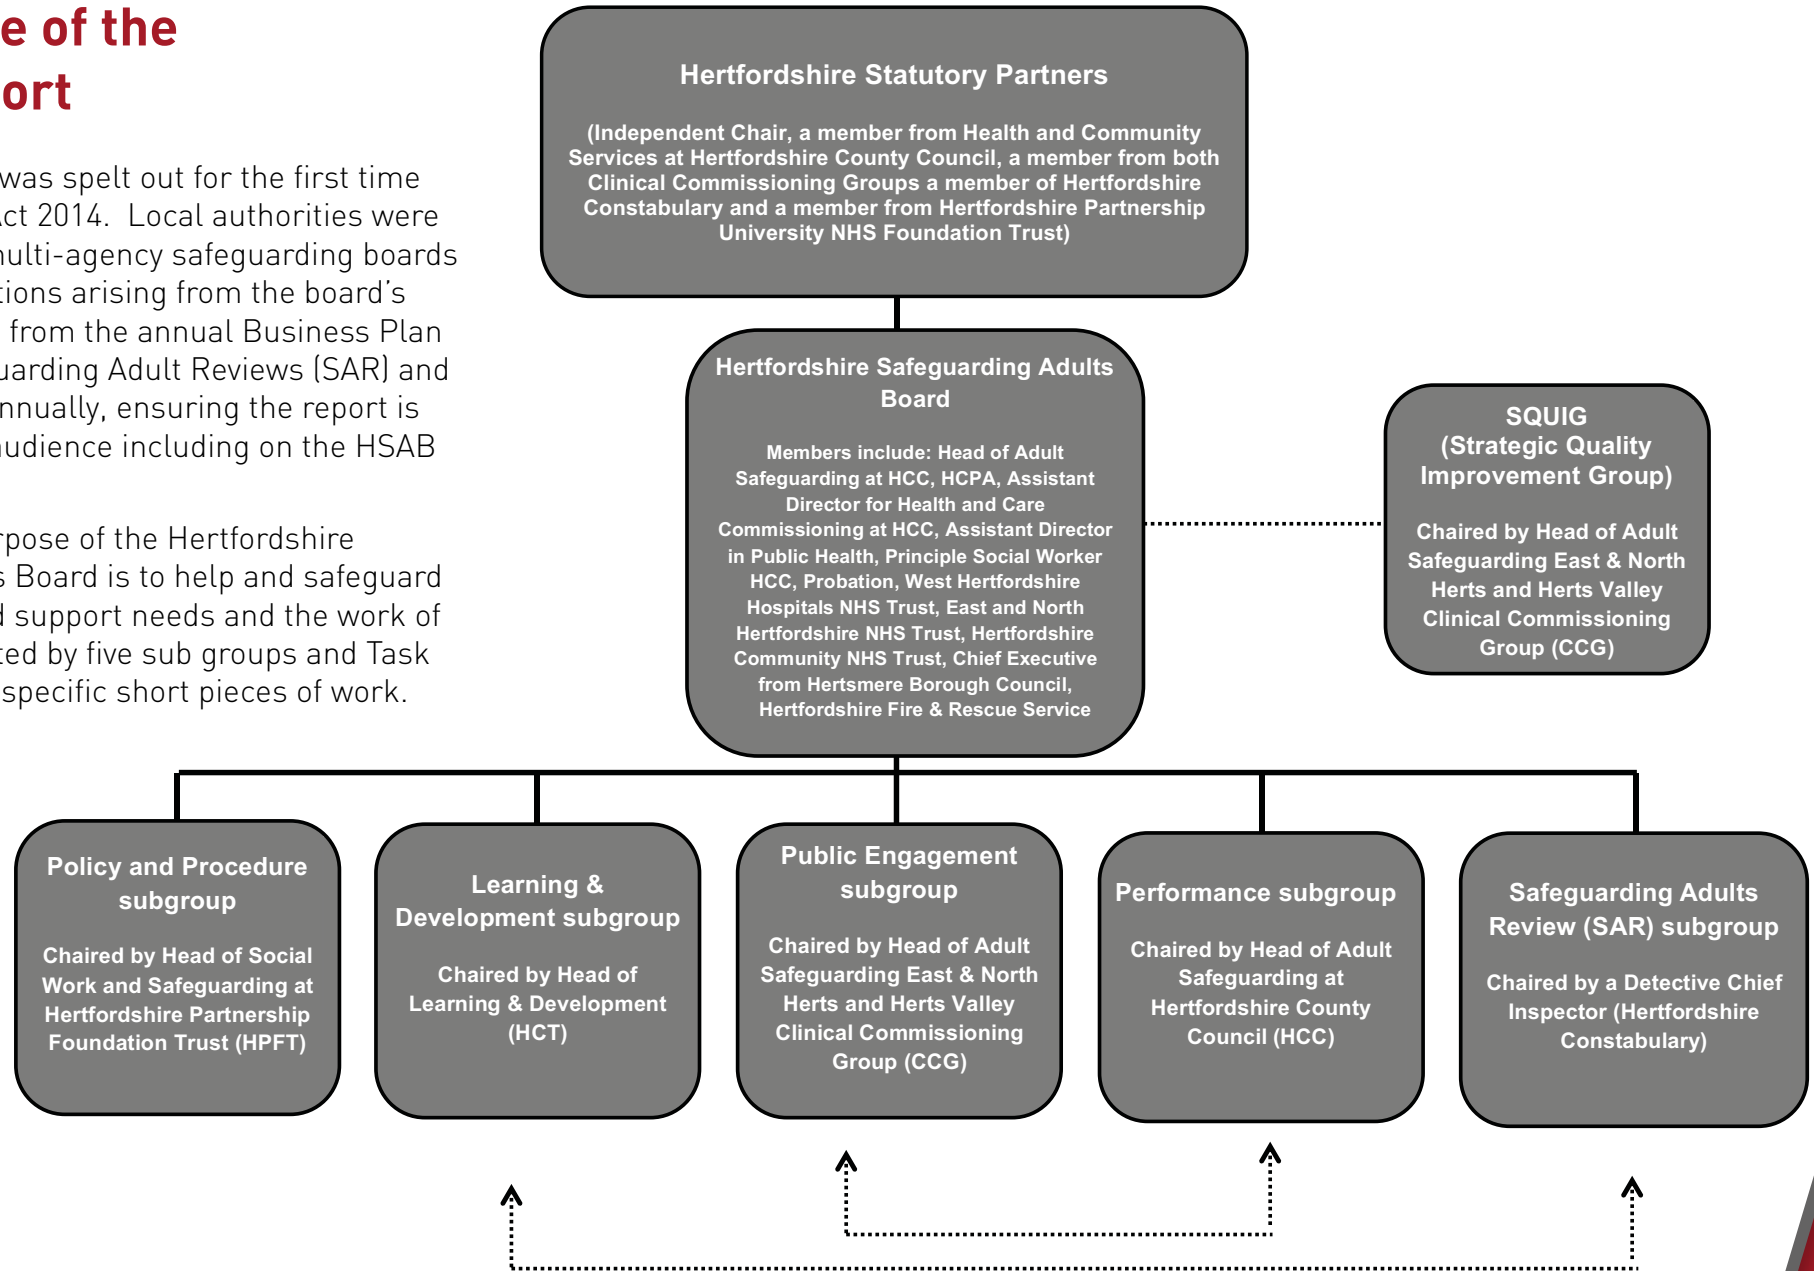 e of the
ort
was spelt out for the first time
Act 2014.  Local authorities were
multi-agency safeguarding boards
tions arising from the board’s
from the annual Business Plan
guarding Adult Reviews (SAR) and
annually, ensuring the report is
audience including on the HSAB
rpose of the Hertfordshire
s Board is to help and safeguard
d support needs and the work of
ted by five sub groups and Task
specific short pieces of work.
Hertfordshire Statutory Partners
(Independent Chair, a member from Health and Community
Services at Hertfordshire County Council, a member from both
Clinical Commissioning Groups a member of Hertfordshire
Constabulary and a member from Hertfordshire Partnership
University NHS Foundation Trust)
Hertfordshire Safeguarding Adults
Board
Members include: Head of Adult
Safeguarding at HCC, HCPA, Assistant
Director for Health and Care
Commissioning at HCC, Assistant Director
in Public Health, Principle Social Worker
HCC, Probation, West Hertfordshire
Hospitals NHS Trust, East and North
Hertfordshire NHS Trust, Hertfordshire
Community NHS Trust, Chief Executive
from Hertsmere Borough Council,
Hertfordshire Fire & Rescue Service
SQUIG
(Strategic Quality
Improvement Group)
Chaired by Head of Adult
Safeguarding East & North
Herts and Herts Valley
Clinical Commissioning
Group (CCG)
Policy and Procedure
subgroup
Chaired by Head of Social
Work and Safeguarding at
Hertfordshire Partnership
Foundation Trust (HPFT)
Learning &
Development subgroup
Chaired by Head of
Learning & Development
(HCT)
Public Engagement
subgroup
Chaired by Head of Adult
Safeguarding East & North
Herts and Herts Valley
Clinical Commissioning
Group (CCG)
Performance subgroup
Chaired by Head of Adult
Safeguarding at
Hertfordshire County
Council (HCC)
Safeguarding Adults
Review (SAR) subgroup
Chaired by a Detective Chief
Inspector (Hertfordshire
Constabulary)